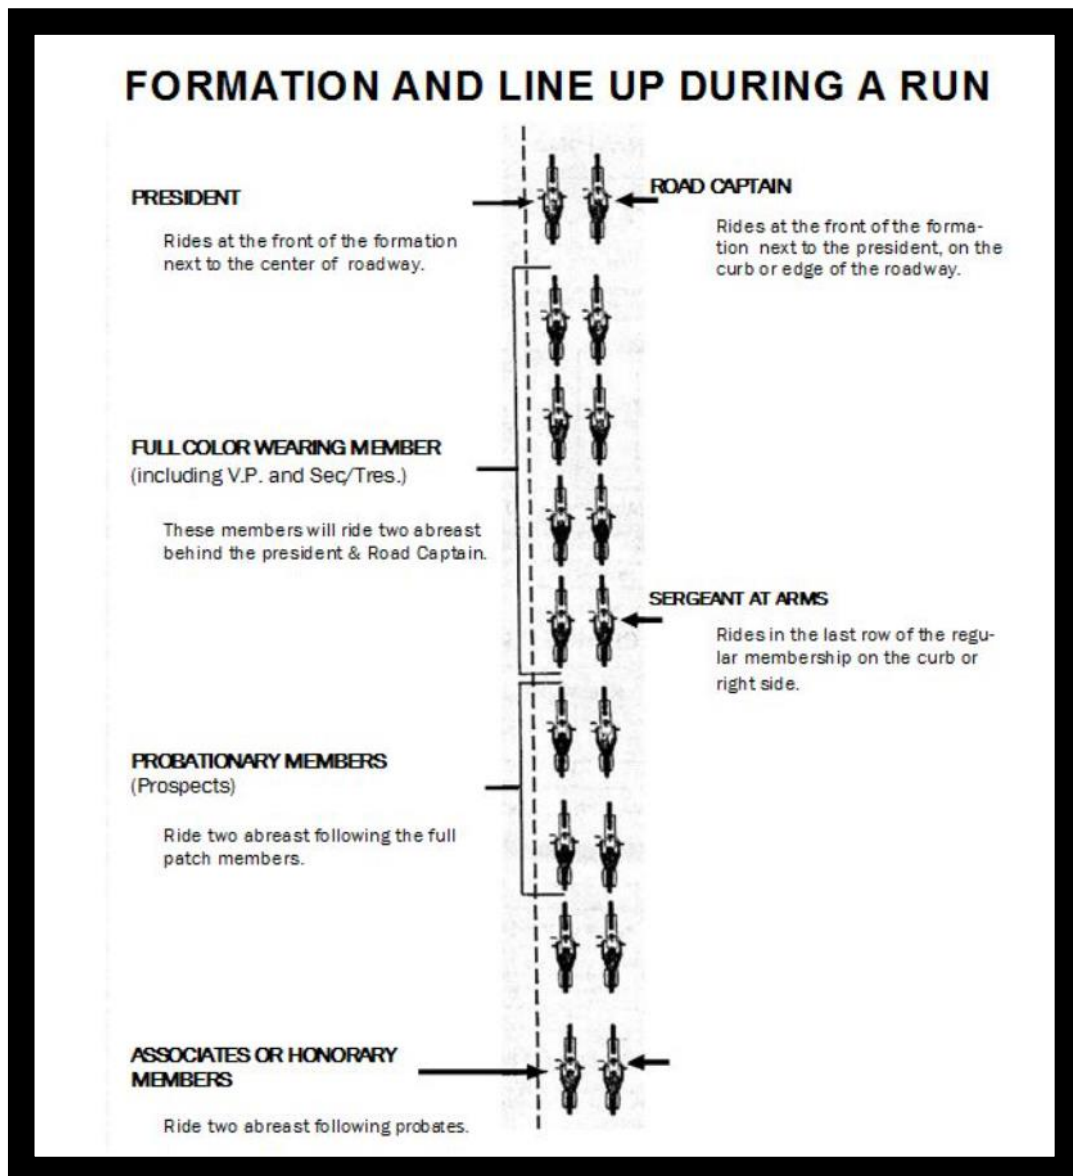 FORMATION AND LINE UP DURING A RUN
PRESIDENT
Rides at the front of the formation
next to the center of roadway.
ROAD CAPTAIN
Rides at the front of the forma-
tion next to the president, on the
curb or edge of the roadway.
FULL COLOR WEARING MEMBER
(including V.P. and Sec/Tres.)
These members will ride two abreast
behind the president & Road Captain.
SERGEANT AT ARMS
Rides in the last row of the regu-
lar membership on the curb or
right side.
PROBATIONARY MEMBERS
(Prospects)
Ride two abreast following the full
patch members.
ASSOCIATES OR HONORARY
MEMBERS
Ride two abreast following probates.